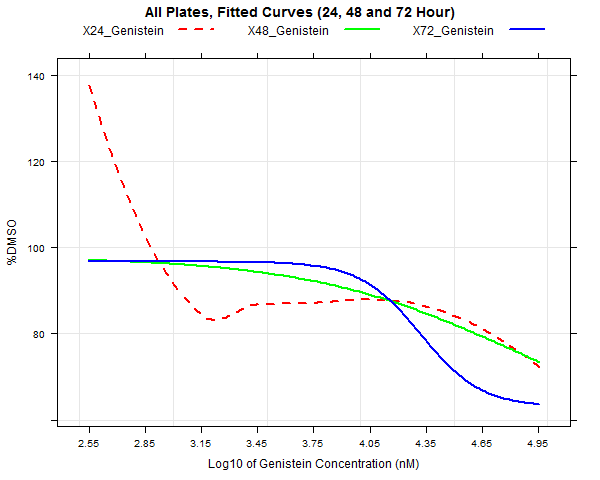 All Plates, Fitted Curves (24, 48 and 72 Hour)
X24_Genistein X48_Genistein X72_Genistein
140
120
%DMSO
100
80
2.55 2.85 3.15 3.45 3.75 4.05 4.35 4.65 4.95
Log10 of Genistein Concentration (nM)